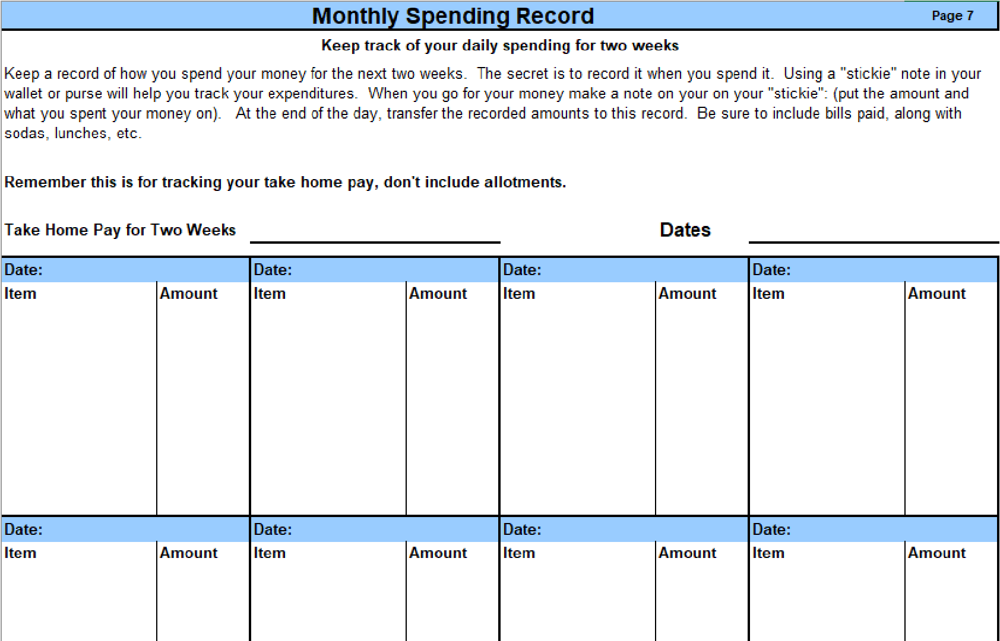 Monthly Spending Record Page 7
Keep track of your daily spending for two weeks
Keep a record of how you spend your money for the next two weeks. The secret is to record it when you spend it. Using a "stickie" note in your
wallet or purse will help you track your expenditures. When you go for your money make a note on your on your "stickie": (put the amount and
what you spent your money on). At the end of the day, transfer the recorded amounts to this record. Be sure to include bills paid, along with
sodas, lunches, etc.
Remember this is for tracking your take home pay, don't include allotments.
Take Home Pay for Two Weeks Dates
Date: Date: Date: Date:
Item Amount Item Amount Item Amount Item Amount
Date: Date: Date: Date:
Item Amount Item Amount Item Amount Item Amount